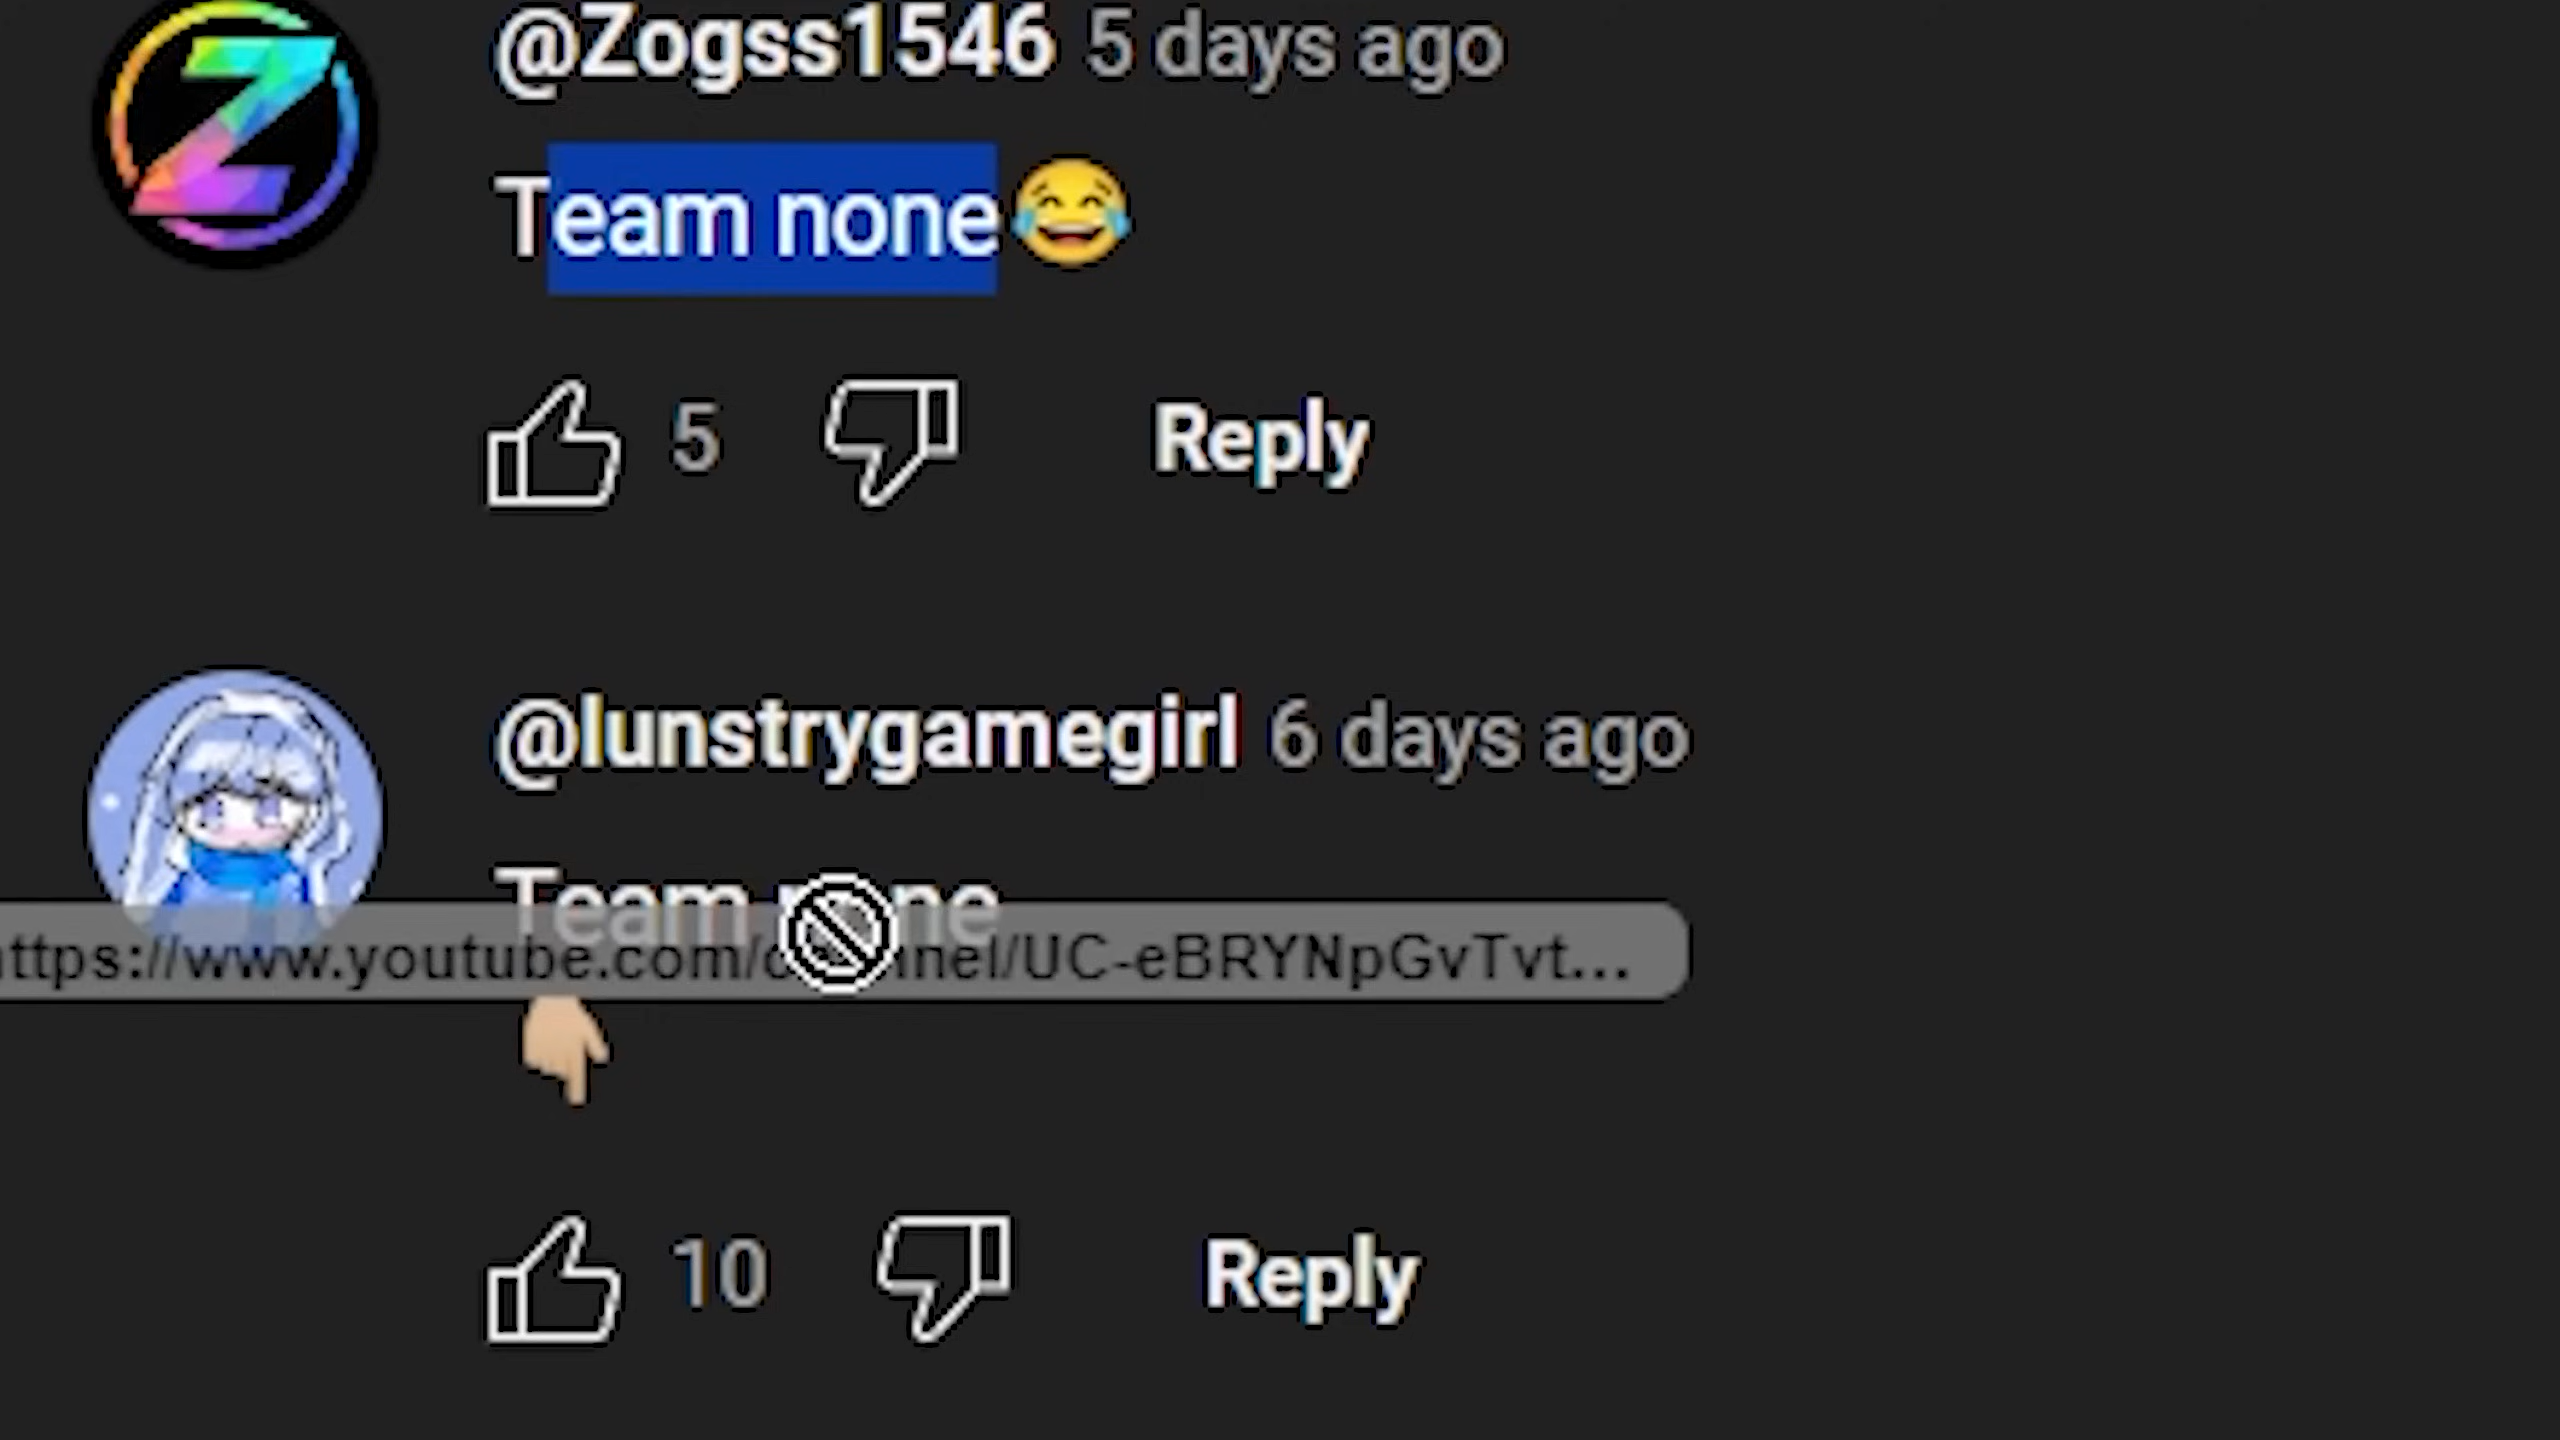 @Zogss1546 5 days ago
Team none😂
5 Reply
@lunstrygamegirl 6 days ago
Team none
ttps://www.youtube.com/channel/UC-eBRYNpGvTvt...
👇🏼
10 Reply